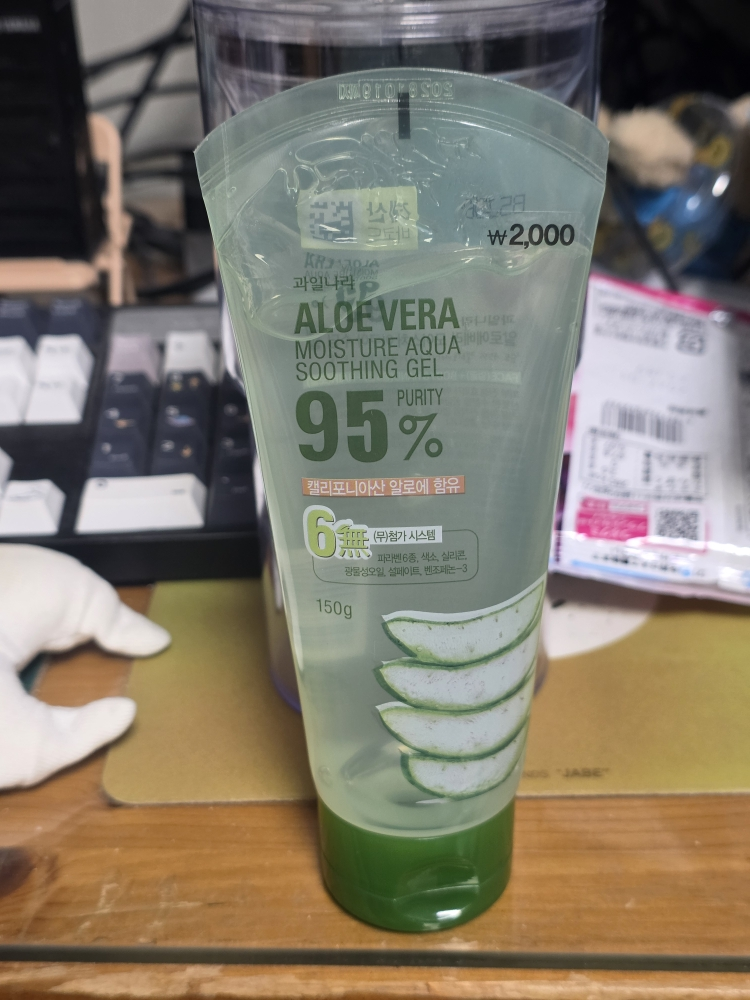 ₩2,000
과일나라
ALOE VERA
MOISTURE AQUA
SOOTHING GEL
95%
PURITY
캘리포니아산 알로에 함유
6無 (무)첨가 시스템
파라벤6종, 색소, 실리콘,
광물성오일, 설페이트, 벤조페논-3
150g
"JABE"